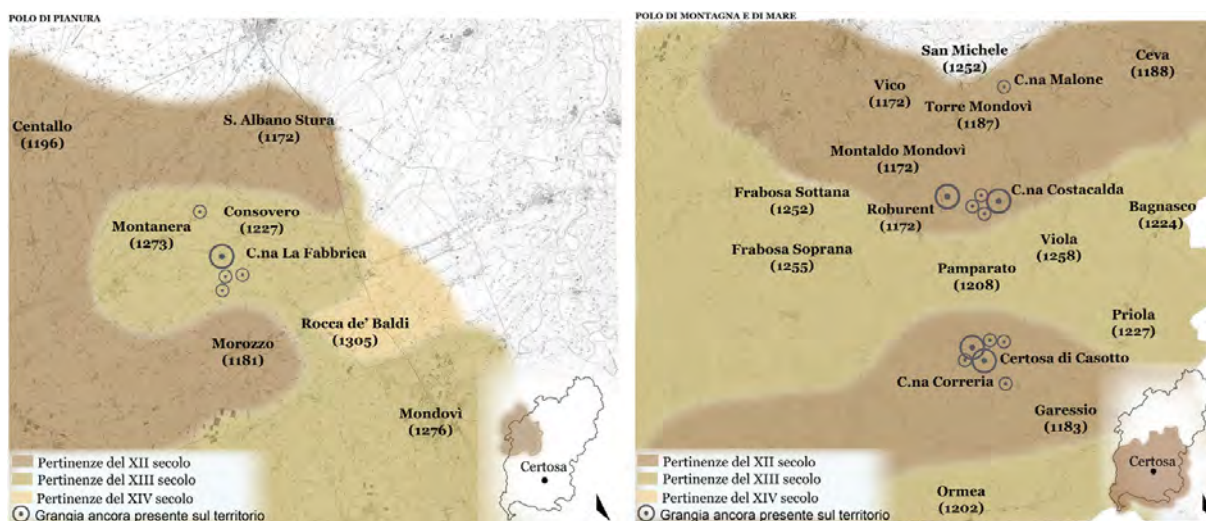 POLO DI PIANURA
Centallo
(1196)
S. Albano Stura
(1172)
Montanera
(1273)
Consovero
(1227)
C.na La Fabbrica
Rocca de' Baldi
(1305)
Morozzo
(1181)
Mondovì
(1276)
Certosa
Pertinenze del XII secolo
Pertinenze del XIII secolo
Pertinenze del XIV secolo
Grangia ancora presente sul territorio
POLO DI MONTAGNA E DI MARE
San Michele
(1252)
Ceva
(1188)
Vico
(1172)
C.na Malone
Torre Mondovì
(1187)
Montaldo Mondovì
(1172)
Frabosa Sottana
(1252)
C.na Costacalda
Roburent
(1172)
Bagnasco
(1224)
Frabosa Soprana
(1255)
Viola
(1258)
Pamparato
(1208)
Priola
(1227)
Certosa di Casotto
C.na Correria
Garessio
(1183)
Ormea
(1202)
Certosa
Pertinenze del XII secolo
Pertinenze del XIII secolo
Pertinenze del XIV secolo
Grangia ancora presente sul territorio